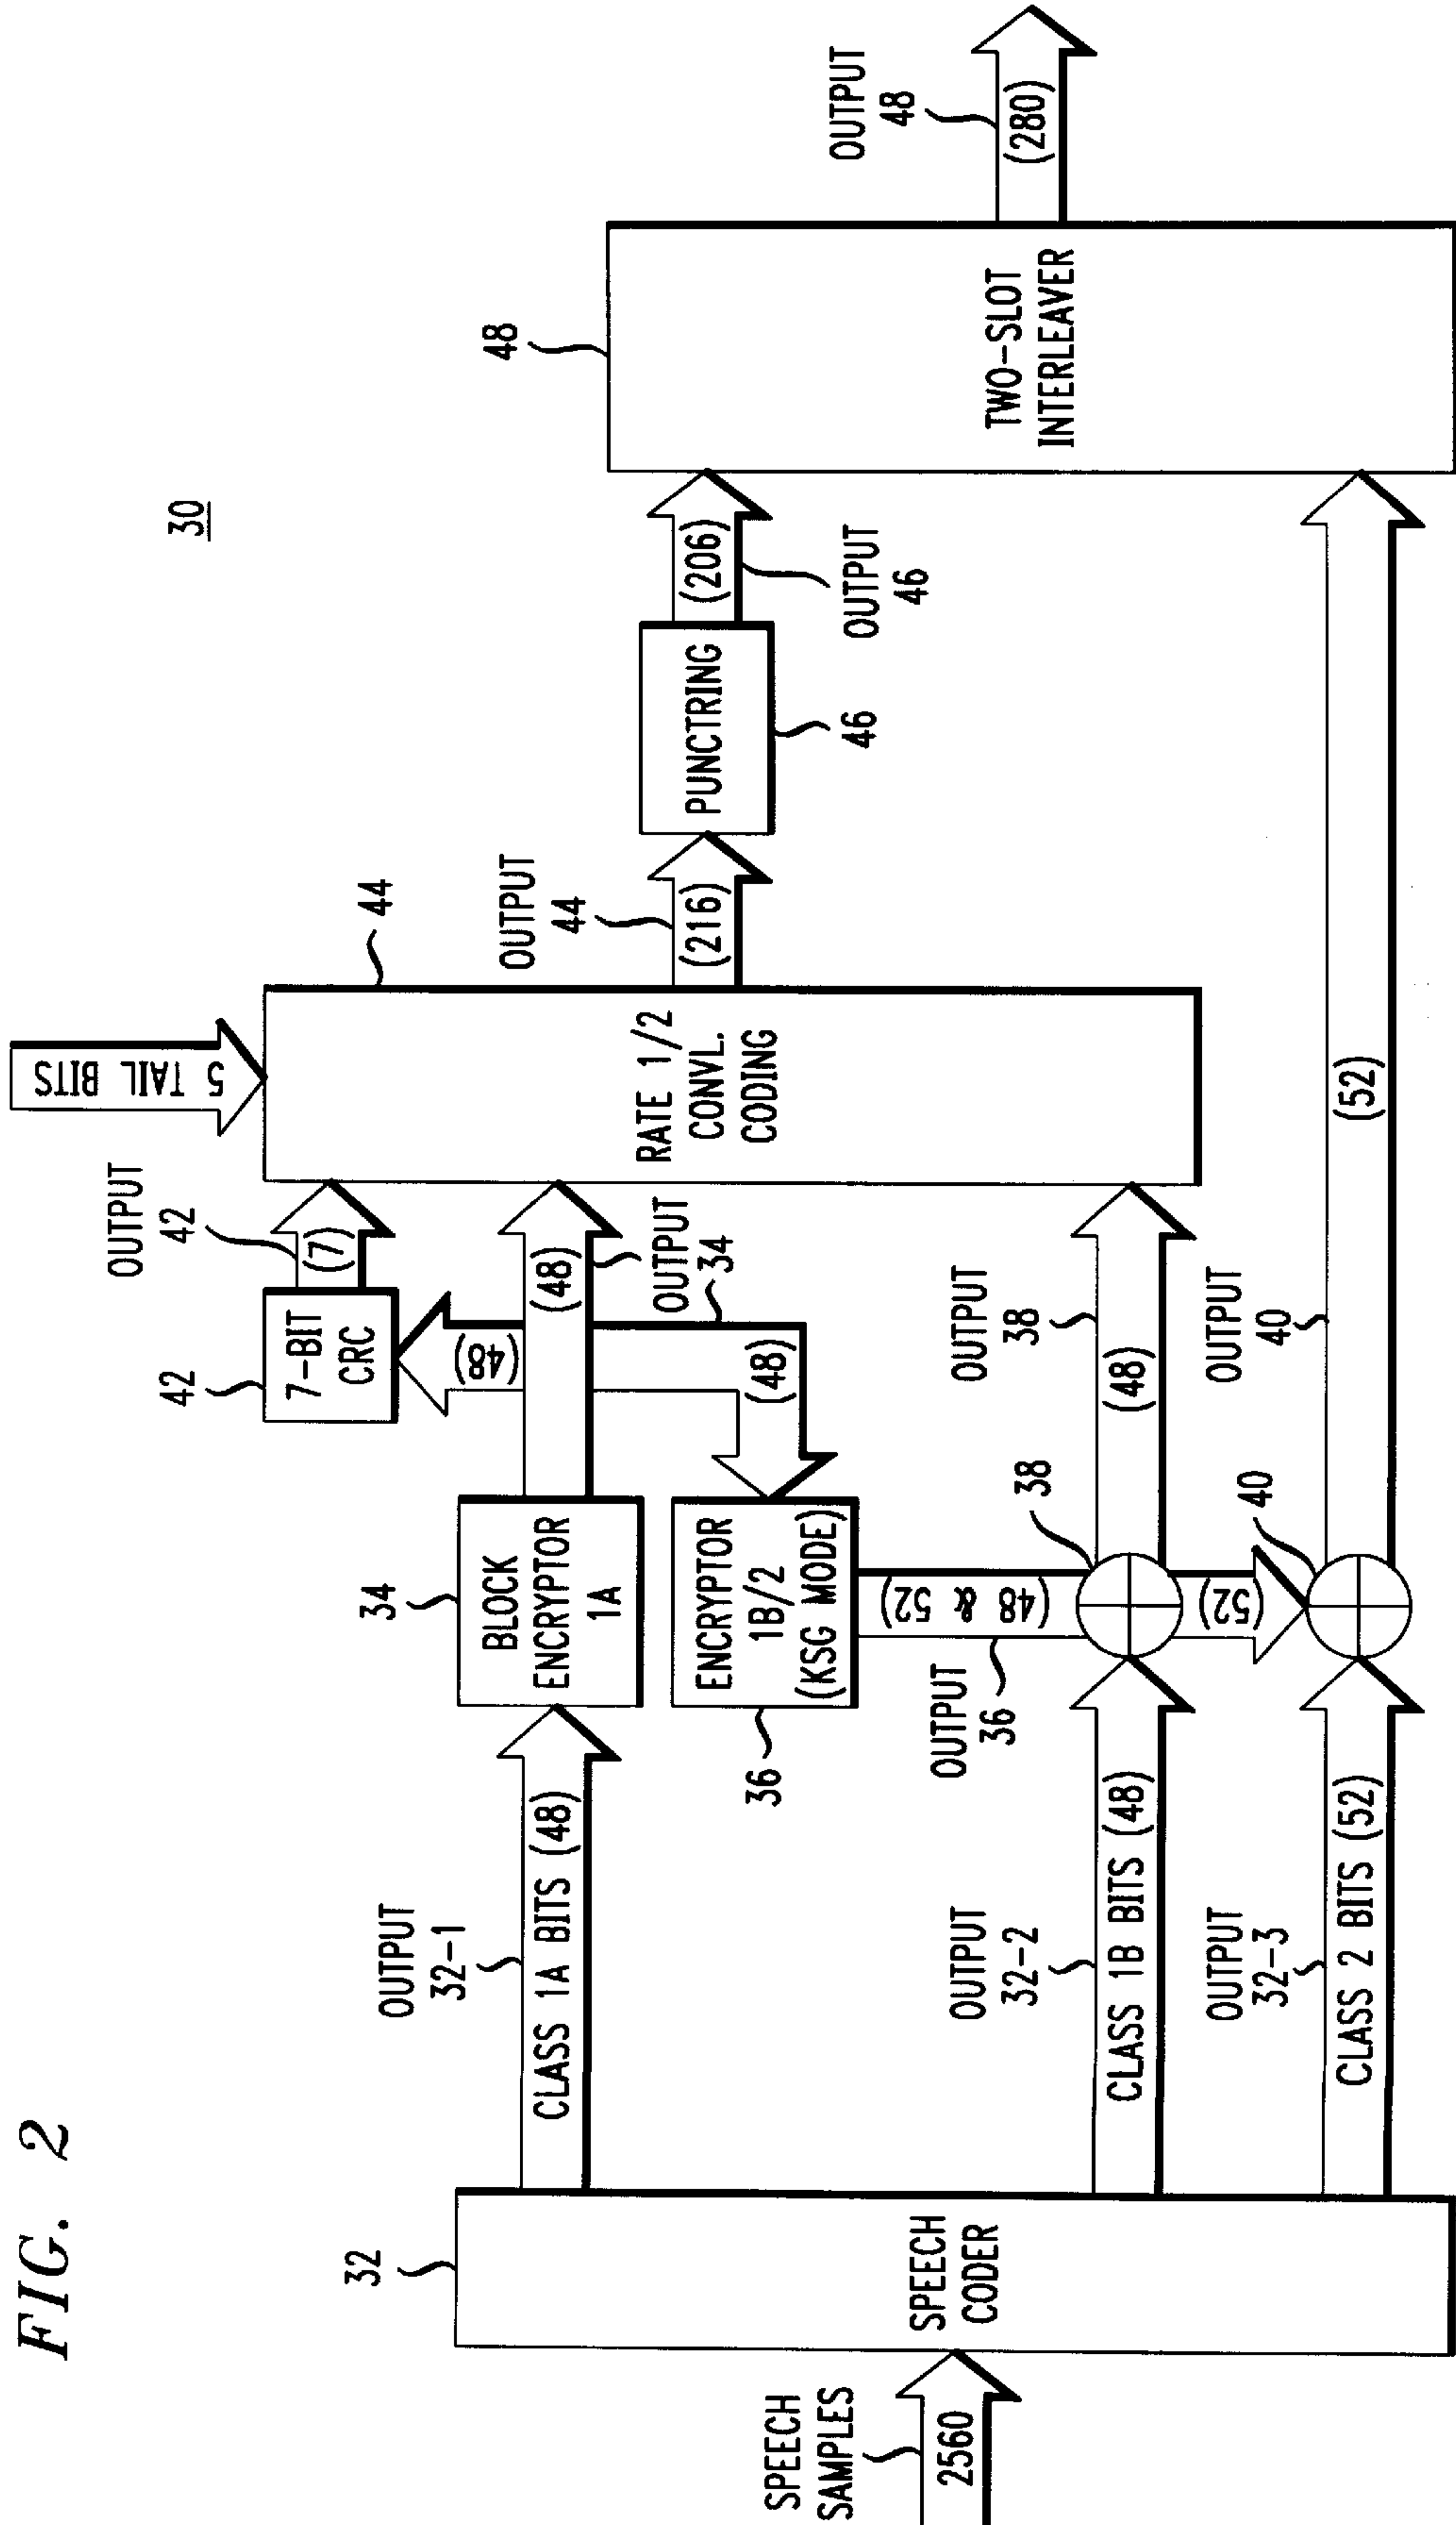 FIG. 2
30
SPEECH
SAMPLES
2560
32
SPEECH
CODER
OUTPUT
32-1
CLASS 1A BITS (48)
OUTPUT
32-2
CLASS 1B BITS (48)
OUTPUT
32-3
CLASS 2 BITS (52)
34
BLOCK
ENCRYPTOR
1A
36
ENCRYPTOR
1B/2
(KSG MODE)
OUTPUT
36
(48 & 52)
38
(52)
40
42
7-BIT
CRC
(48)
(48)
OUTPUT
34
(48)
OUTPUT
42
(7)
OUTPUT
38
(48)
OUTPUT
40
(52)
5 TAIL BITS
44
RATE 1/2
CONVL.
CODING
OUTPUT
44
(216)
PUNCTRING
46
(206)
OUTPUT
46
48
TWO-SLOT
INTERLEAVER
OUTPUT
48
(280)